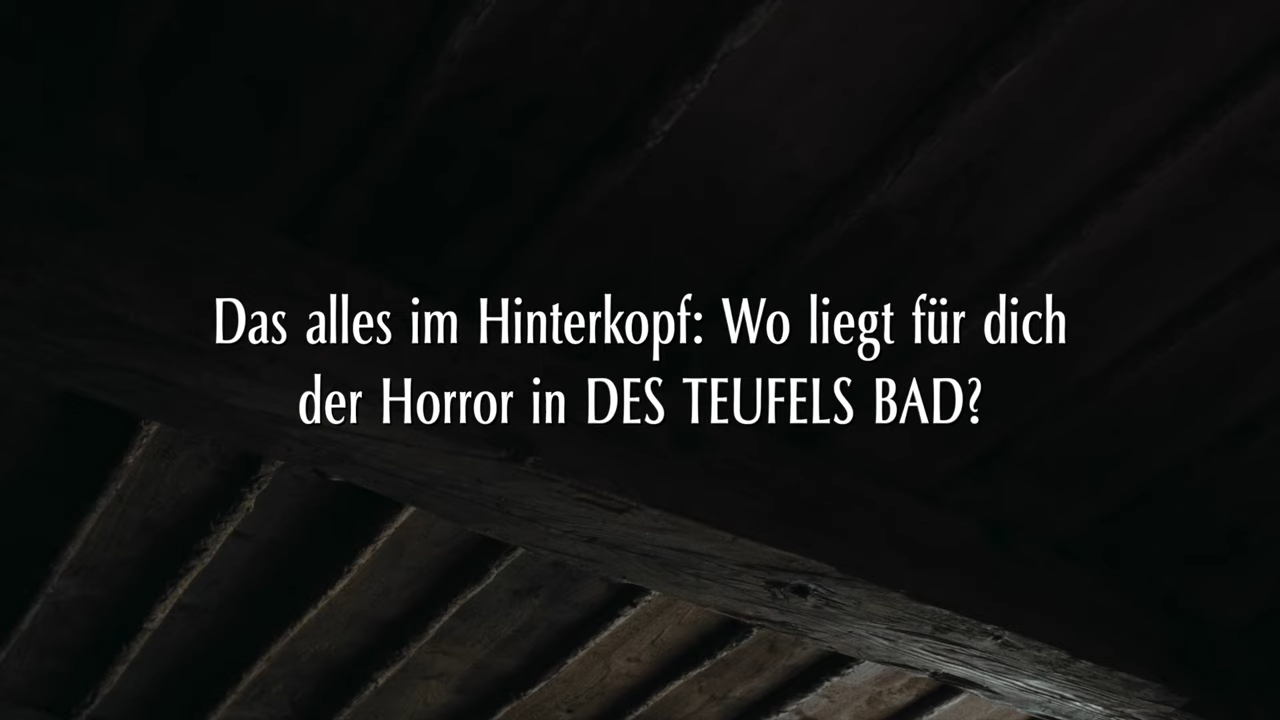 Das alles im Hinterkopf: Wo liegt für dich
der Horror in DES TEUFELS BAD?